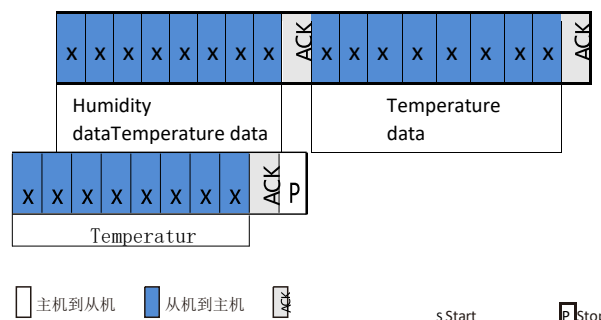 x x x x x x x x ACK x x x x x x x x ACK
Humidity
dataTemperature data
Temperature
data
x x x x x x x x ACK P
Temperatur
主机到从机 从机到主机 ACK s Start P Stop